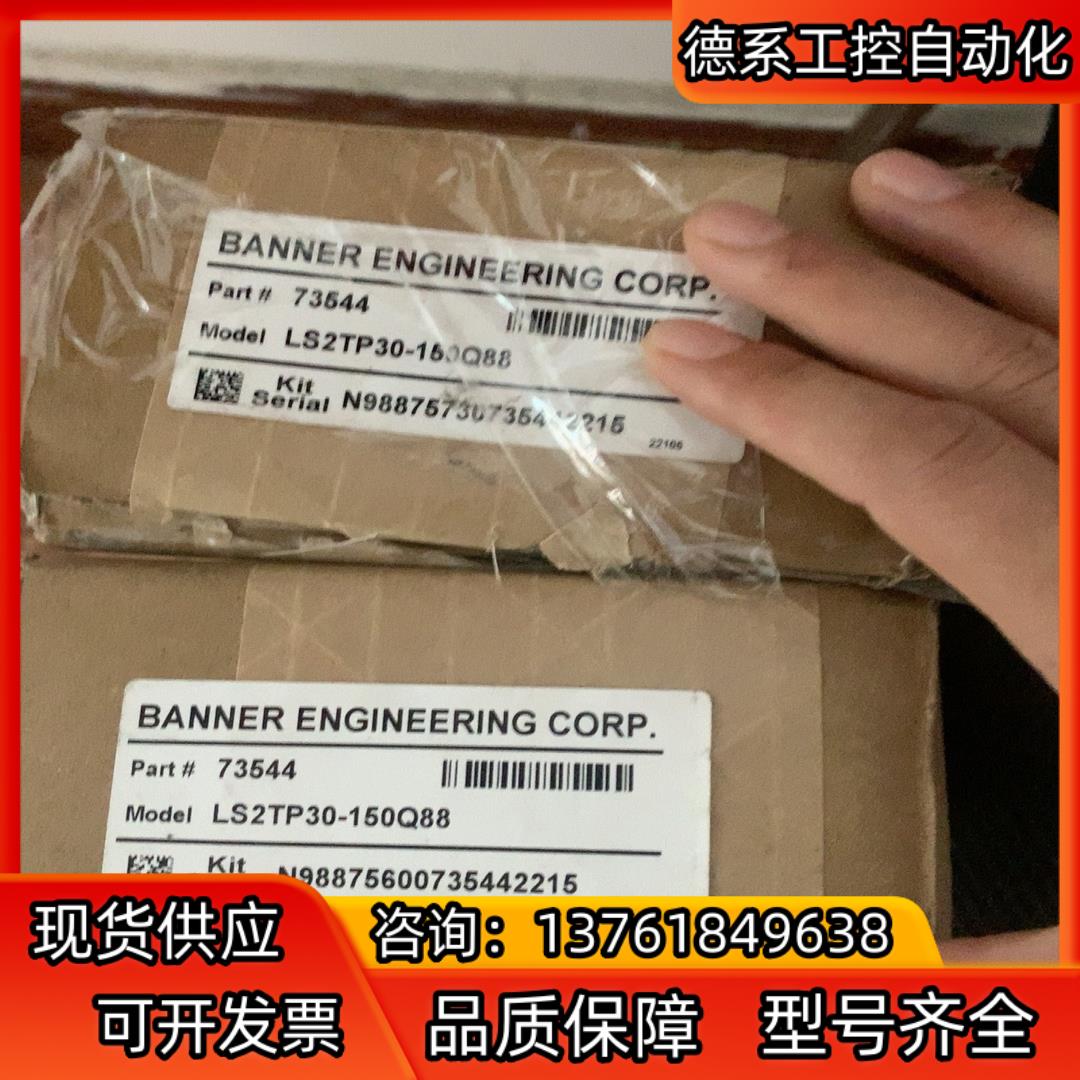 德系工控自动化
BANNER ENGINEERING CORP.
Part # 73544
Model LS2TP30-150Q88
Kit
Serial
22106
BANNER ENGINEERING CORP.
Part # 73544
Model LS2TP30-150Q88
Kit N98875600735442215
现货供应
咨询：13761849638
可开发票
品质保障
型号齐全